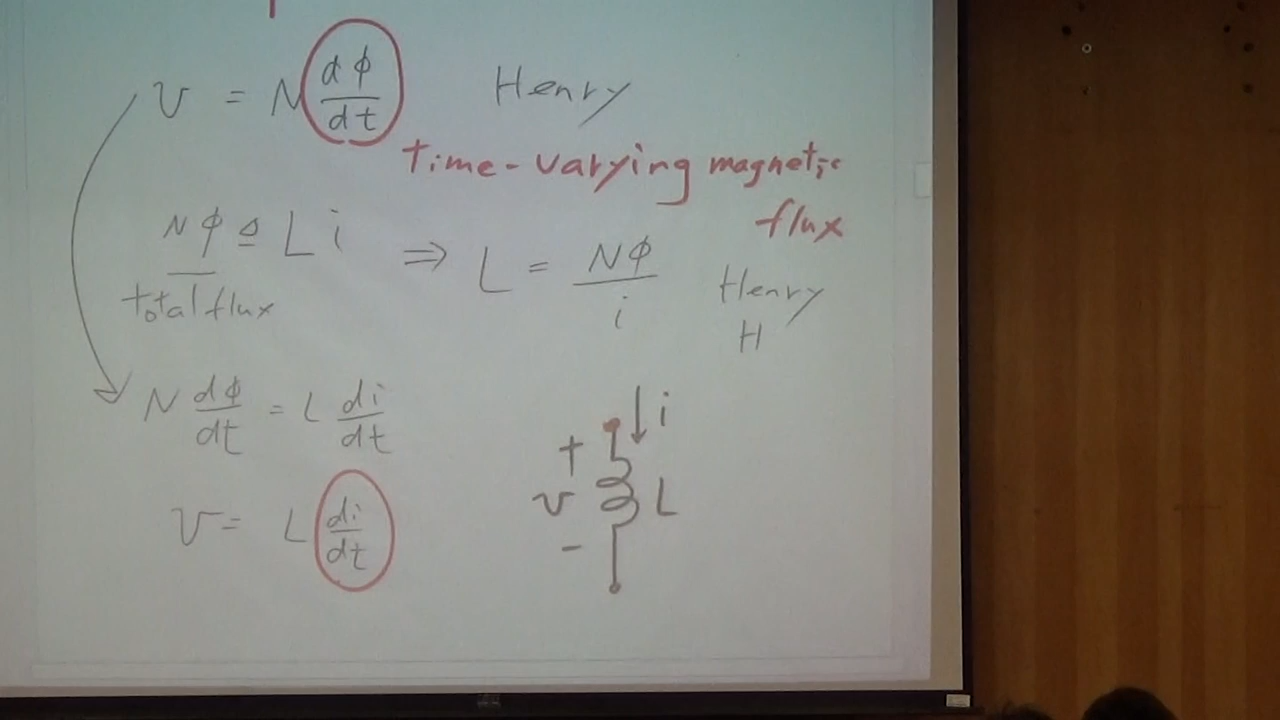 v = N dφ/dt Henry
time-varying magnetic
flux
Nφ ≜ Li ⇒ L = Nφ/i Henry
total flux H
N dφ/dt = L di/dt
i
+
v = L di/dt v L
-